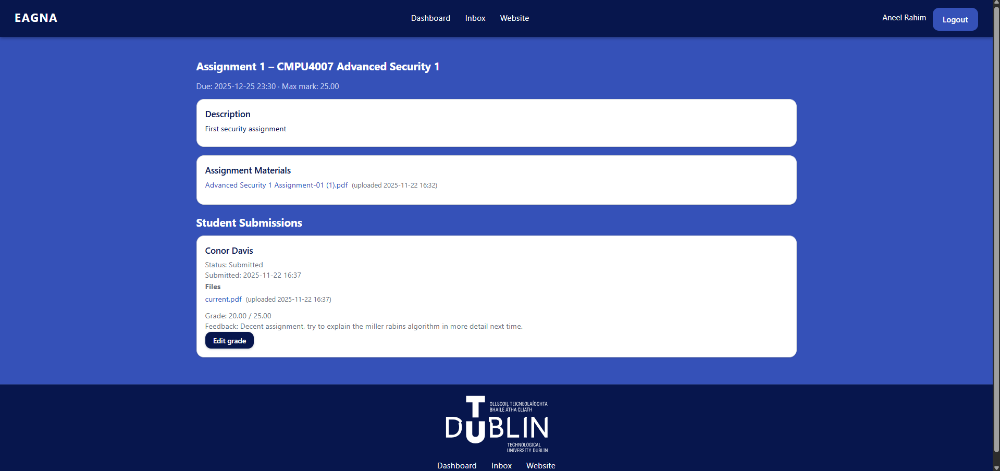 EAGNA
Dashboard Inbox Website
Aneel Rahim Logout
Assignment 1 – CMPU4007 Advanced Security 1
Due: 2025-12-25 23:30 · Max mark: 25.00
Description
First security assignment
Assignment Materials
Advanced Security 1 Assignment-01 (1).pdf (uploaded 2025-11-22 16:32)
Student Submissions
Conor Davis
Status: Submitted
Submitted: 2025-11-22 16:37
Files
current.pdf (uploaded 2025-11-22 16:37)
Grade: 20.00 / 25.00
Feedback: Decent assignment, try to explain the miller rabins algorithm in more detail next time.
Edit grade
OLLSCOIL TEICNEOLAÍOCHTA
BHAILE ÁTHA CLIATH
TU DUBLIN
TECHNOLOGICAL
UNIVERSITY DUBLIN
Dashboard Inbox Website